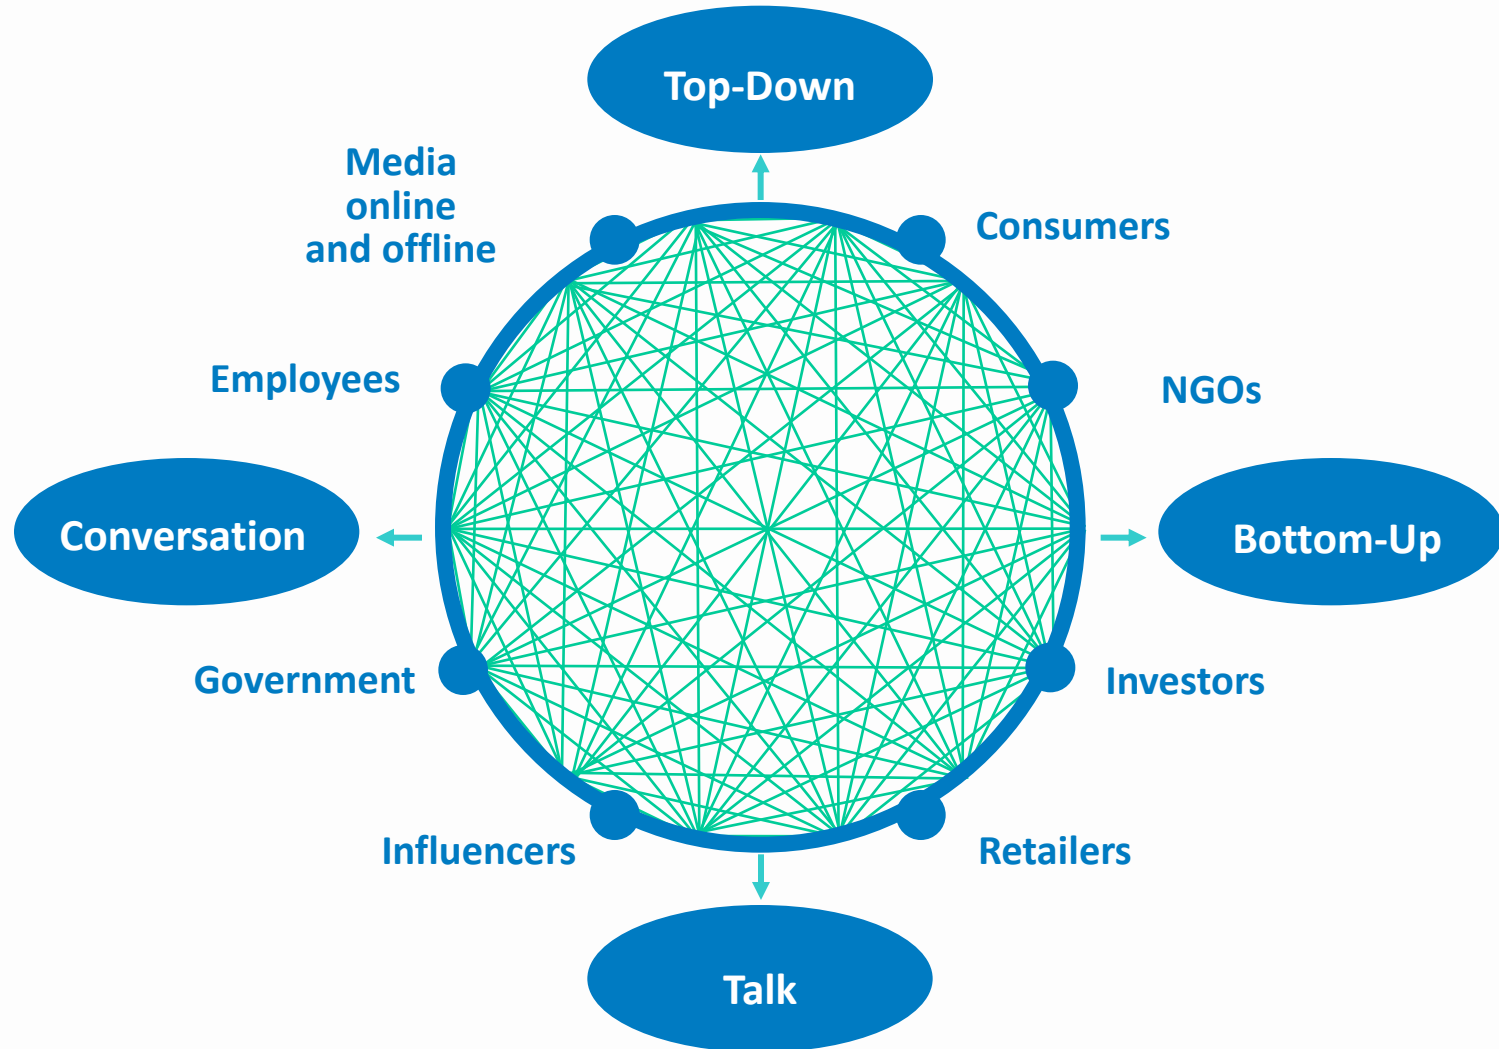 Top-Down
Media
online
and offline
Consumers
Employees
NGOs
Conversation
Bottom-Up
Government
Investors
Influencers
Retailers
Talk